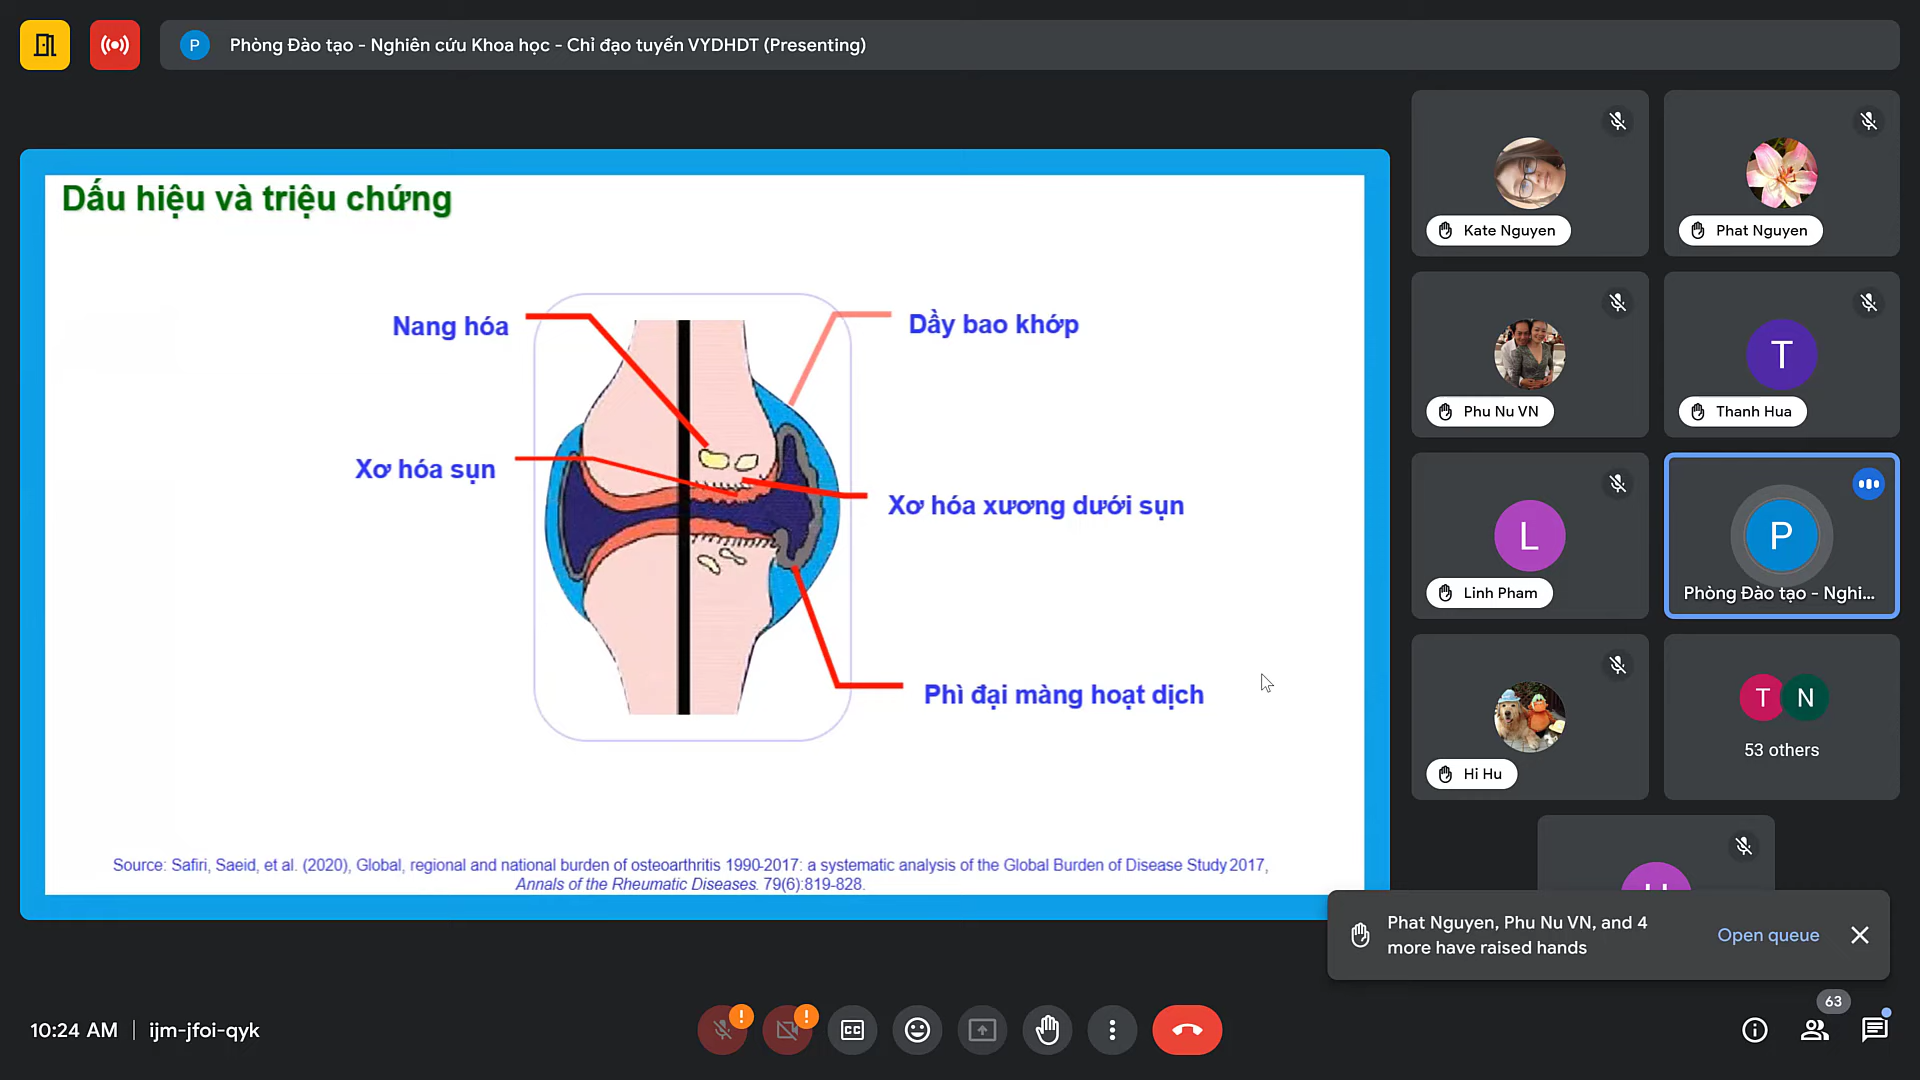 P Phòng Đào tạo - Nghiên cứu Khoa học - Chỉ đạo tuyến VYDHDT (Presenting)
Dấu hiệu và triệu chứng
Nang hóa
Dầy bao khớp
Xơ hóa sụn
Xơ hóa xương dưới sụn
Phì đại màng hoạt dịch
Source: Safiri, Saeid, et al. (2020), Global, regional and national burden of osteoarthritis 1990-2017: a systematic analysis of the Global Burden of Disease Study 2017,
Annals of the Rheumatic Diseases. 79(6):819-828.
Kate Nguyen
Phat Nguyen
Phu Nu VN
T
Thanh Hua
L
Linh Pham
P
Phòng Đào tạo - Nghi...
Hi Hu
T N
53 others
Phat Nguyen, Phu Nu VN, and 4
more have raised hands
Open queue
10:24 AM | ijm-jfoi-qyk
CC
63